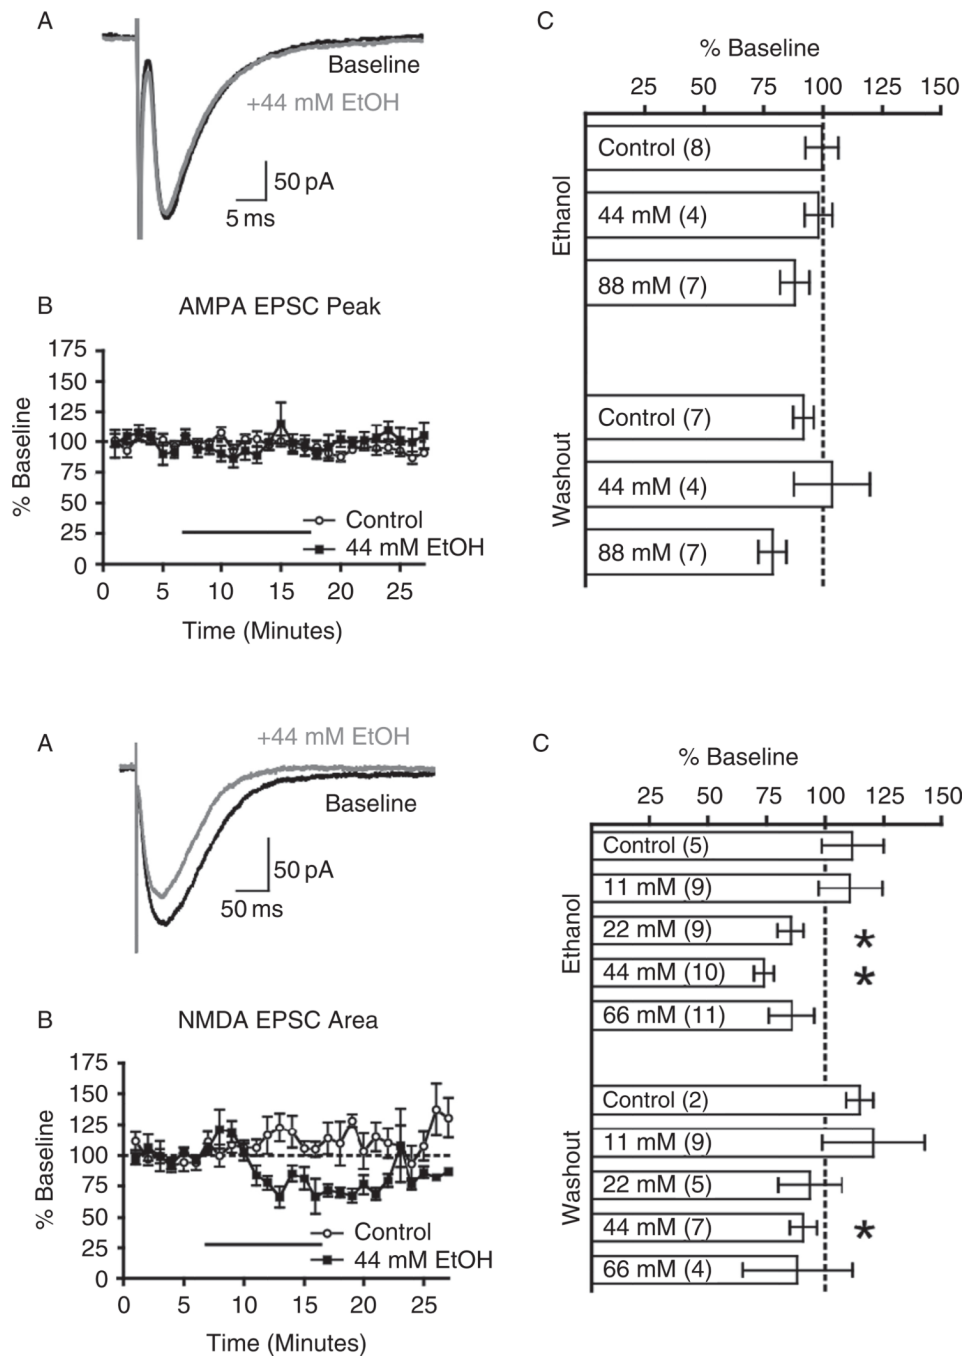 A
Baseline
+44 mM EtOH
50 pA
5 ms
B
AMPA EPSC Peak
175
150
125
100
75
50
25
0
% Baseline
Control
44 mM EtOH
0 5 10 15 20 25
Time (Minutes)
C
% Baseline
25 50 75 100 125 150
Ethanol
Control (8)
44 mM (4)
88 mM (7)
Washout
Control (7)
44 mM (4)
88 mM (7)
A
+44 mM EtOH
Baseline
50 pA
50 ms
B
NMDA EPSC Area
175
150
125
100
75
50
25
0
% Baseline
Control
44 mM EtOH
0 5 10 15 20 25
Time (Minutes)
C
% Baseline
25 50 75 100 125 150
Ethanol
Control (5)
11 mM (9)
22 mM (9)
*
44 mM (10)
*
66 mM (11)
Washout
Control (2)
11 mM (9)
22 mM (5)
44 mM (7)
*
66 mM (4)